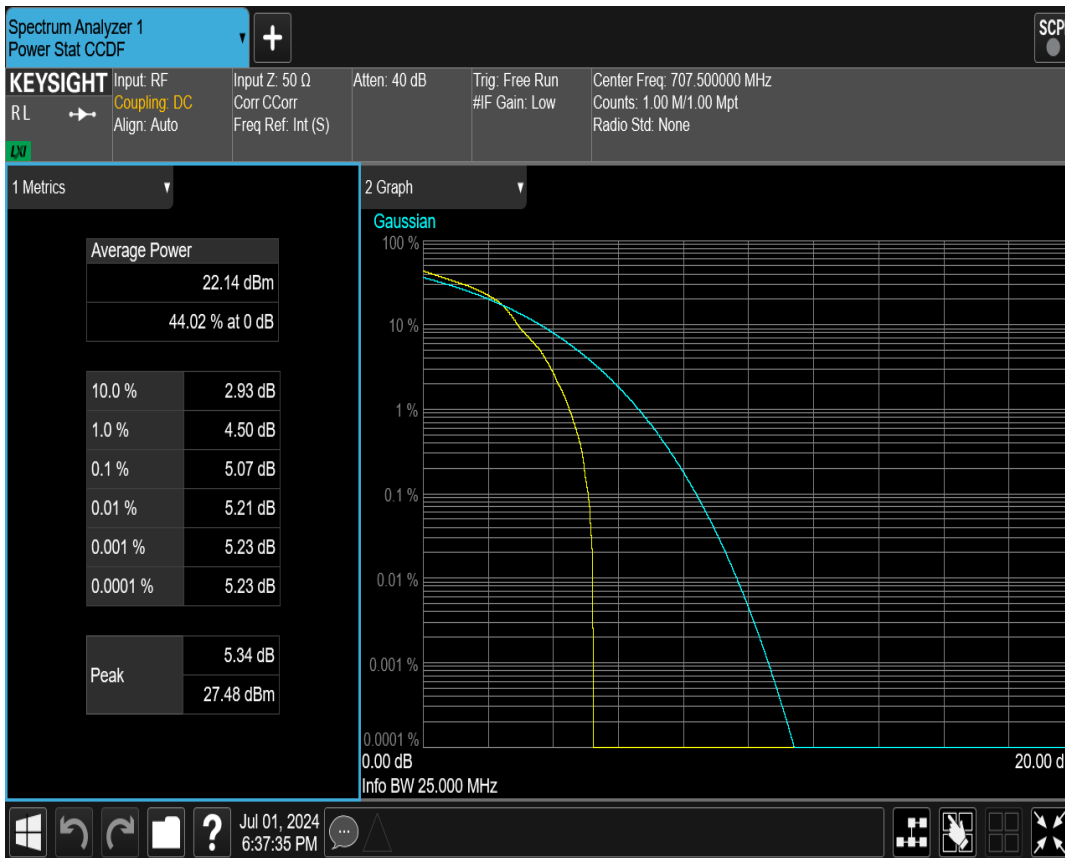 Spectrum Analyzer 1
Power Stat CCDF
+
SCP
KEYSIGHT
RL
LXI
Input: RF
Coupling: DC
Align: Auto
Input Z: 50 Ω
Corr CCorr
Freq Ref: Int (S)
Atten: 40 dB
Trig: Free Run
#IF Gain: Low
Center Freq: 707.500000 MHz
Counts: 1.00 M/1.00 Mpt
Radio Std: None
1 Metrics
Average Power
22.14 dBm
44.02 % at 0 dB
10.0 % 2.93 dB
1.0 % 4.50 dB
0.1 % 5.07 dB
0.01 % 5.21 dB
0.001 % 5.23 dB
0.0001 % 5.23 dB
Peak
5.34 dB
27.48 dBm
2 Graph
Gaussian
100 %
10 %
1 %
0.1 %
0.01 %
0.001 %
0.0001 %
0.00 dB 20.00 d
Info BW 25.000 MHz
?
Jul 01, 2024
6:37:35 PM